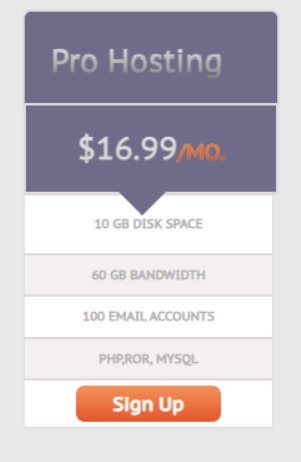 Pro Hosting
$16.99/MO.
10 GB DISK SPACE
60 GB BANDWIDTH
100 EMAIL ACCOUNTS
PHP,ROR, MYSQL
Sign Up